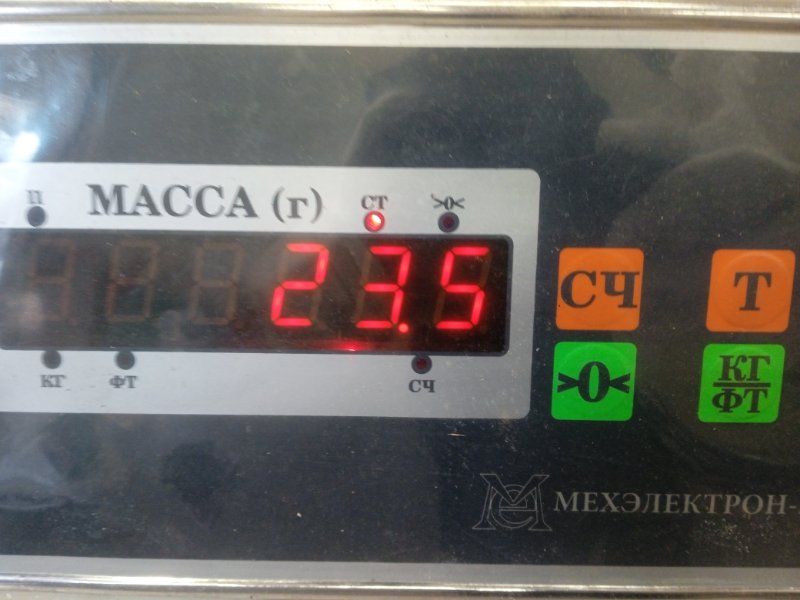 П
МАССА (г)
СТ
>0<
23.5
КГ
ФТ
СЧ
СЧ
Т
>0<
КГ
ФТ
МЕХЭЛЕКТРОН-